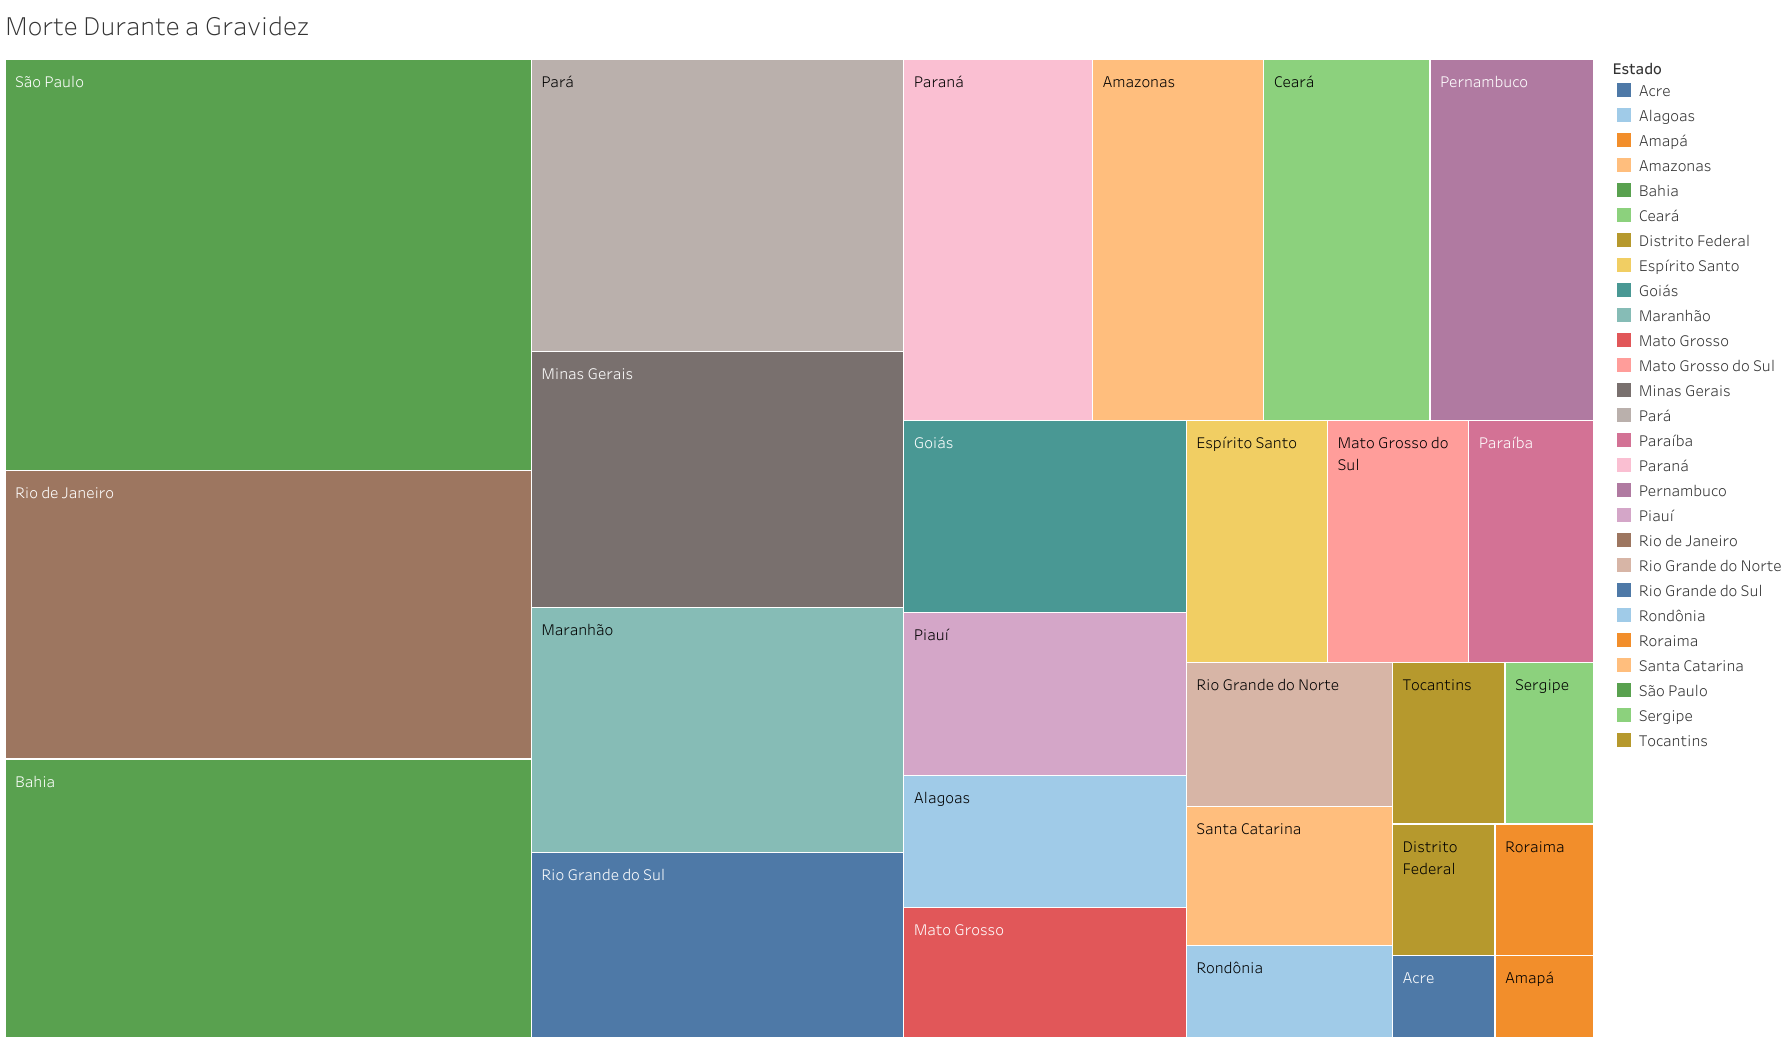 Morte Durante a Gravidez
São Paulo
Rio de Janeiro
Bahia
Pará
Minas Gerais
Maranhão
Rio Grande do Sul
Paraná
Amazonas
Ceará
Pernambuco
Goiás
Piauí
Alagoas
Mato Grosso
Espírito Santo
Mato Grosso do
Sul
Paraíba
Rio Grande do Norte
Santa Catarina
Rondônia
Tocantins
Sergipe
Distrito
Federal
Roraima
Acre
Amapá
Estado
Acre
Alagoas
Amapá
Amazonas
Bahia
Ceará
Distrito Federal
Espírito Santo
Goiás
Maranhão
Mato Grosso
Mato Grosso do Sul
Minas Gerais
Pará
Paraíba
Paraná
Pernambuco
Piauí
Rio de Janeiro
Rio Grande do Norte
Rio Grande do Sul
Rondônia
Roraima
Santa Catarina
São Paulo
Sergipe
Tocantins